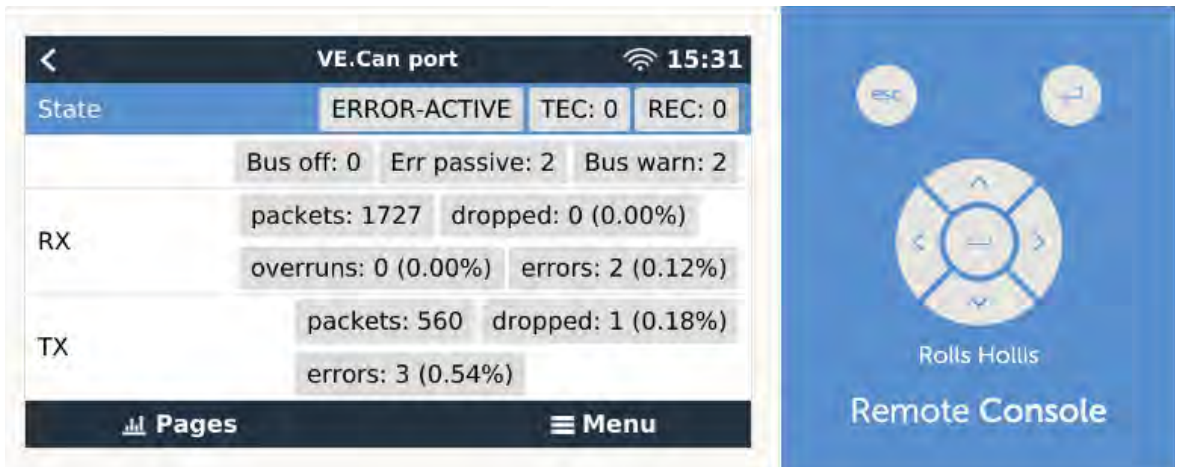 VE.Can port 15:31
State ERROR-ACTIVE TEC: 0 REC: 0
Bus off: 0 Err passive: 2 Bus warn: 2
RX packets: 1727 dropped: 0 (0.00%)
overruns: 0 (0.00%) errors: 2 (0.12%)
TX packets: 560 dropped: 1 (0.18%)
errors: 3 (0.54%)
Pages Menu
esc
Rolls Hollis
Remote Console